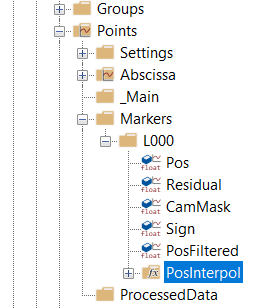 Groups
Points
Settings
Abscissa
_Main
Markers
L000
float Pos
float Residual
float CamMask
float Sign
float PosFiltered
fx PosInterpol
ProcessedData